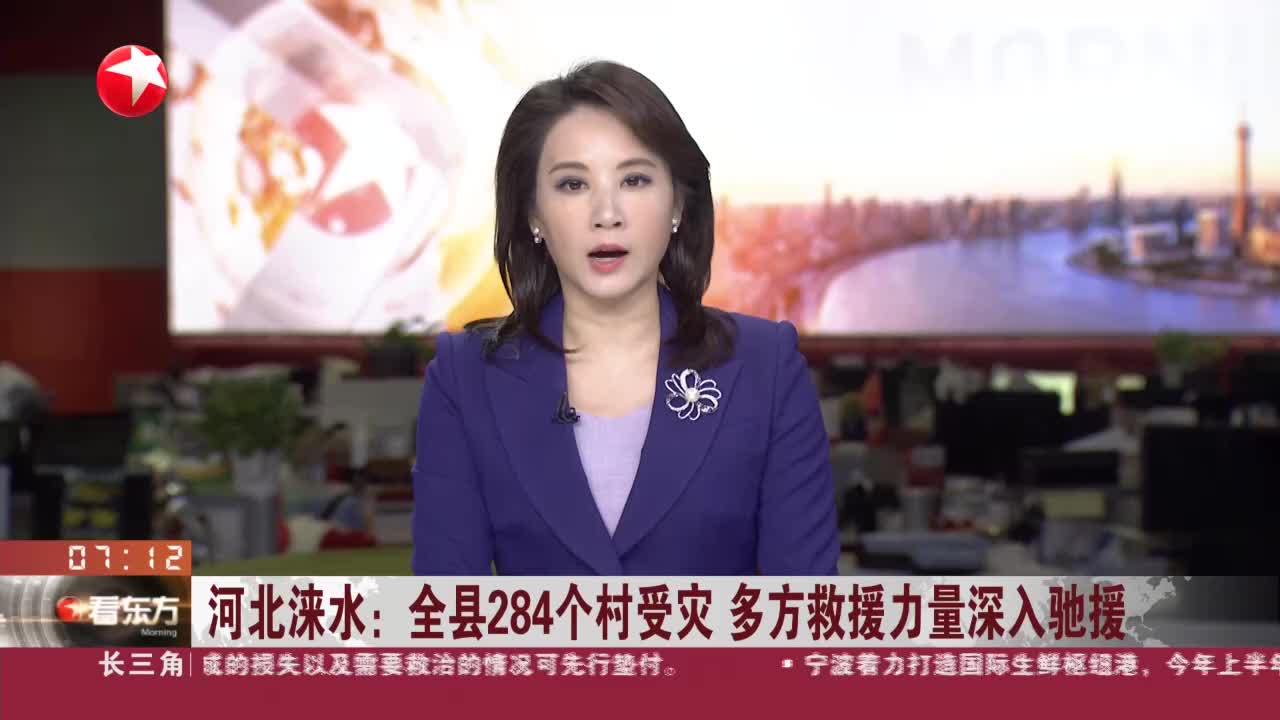 MORNI
07:12
看东方
Morning
河北涞水：全县284个村受灾 多方救援力量深入驰援
长三角
成的损失以及需要救治的情况可先行垫付。 • 宁波着力打造国际生鲜枢纽港，今年上半年